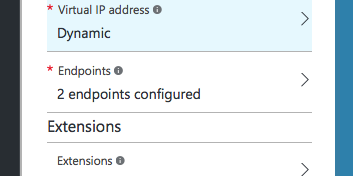 * Virtual IP address
Dynamic
* Endpoints
2 endpoints configured
Extensions
Extensions